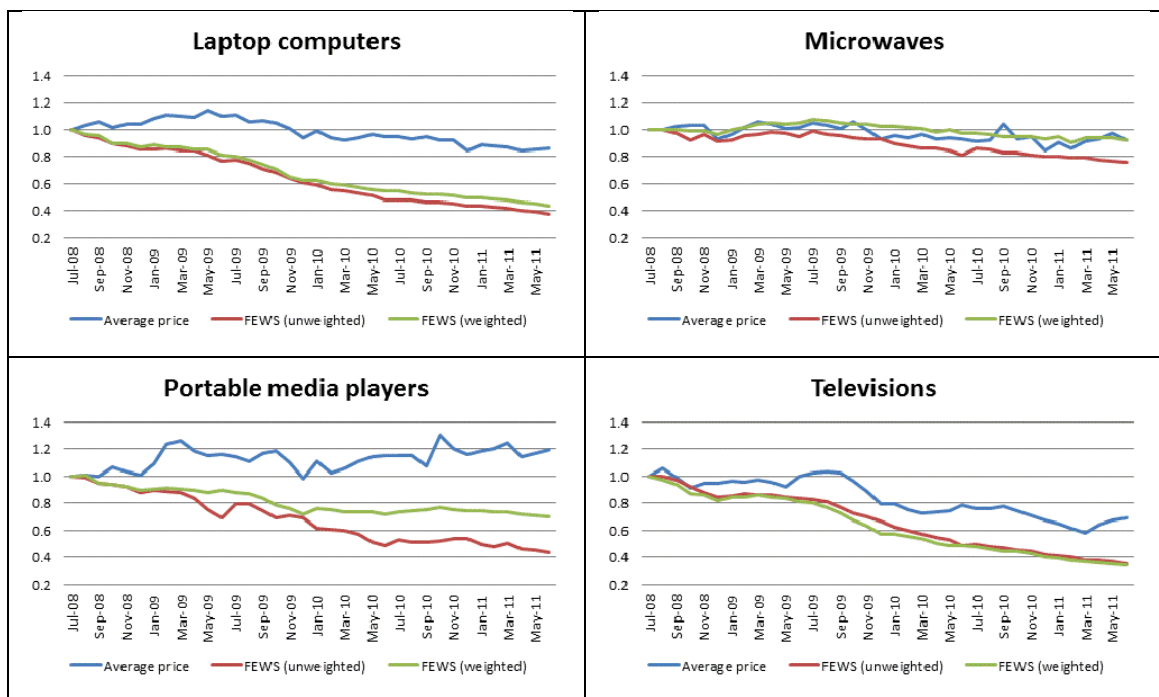 Laptop computers
1.4
1.2
1.0
0.8
0.6
0.4
0.2
Jul-08 Sep-08 Nov-08 Jan-09 Mar-09 May-09 Jul-09 Sep-09 Nov-09 Jan-10 Mar-10 May-10 Jul-10 Sep-10 Nov-10 Jan-11 Mar-11 May-11
Average price FEWS (unweighted) FEWS (weighted)
Microwaves
1.4
1.2
1.0
0.8
0.6
0.4
0.2
Jul-08 Sep-08 Nov-08 Jan-09 Mar-09 May-09 Jul-09 Sep-09 Nov-09 Jan-10 Mar-10 May-10 Jul-10 Sep-10 Nov-10 Jan-11 Mar-11 May-11
Average price FEWS (unweighted) FEWS (weighted)
Portable media players
1.4
1.2
1.0
0.8
0.6
0.4
0.2
Jul-08 Sep-08 Nov-08 Jan-09 Mar-09 May-09 Jul-09 Sep-09 Nov-09 Jan-10 Mar-10 May-10 Jul-10 Sep-10 Nov-10 Jan-11 Mar-11 May-11
Average price FEWS (unweighted) FEWS (weighted)
Televisions
1.4
1.2
1.0
0.8
0.6
0.4
0.2
Jul-08 Sep-08 Nov-08 Jan-09 Mar-09 May-09 Jul-09 Sep-09 Nov-09 Jan-10 Mar-10 May-10 Jul-10 Sep-10 Nov-10 Jan-11 Mar-11 May-11
Average price FEWS (unweighted) FEWS (weighted)